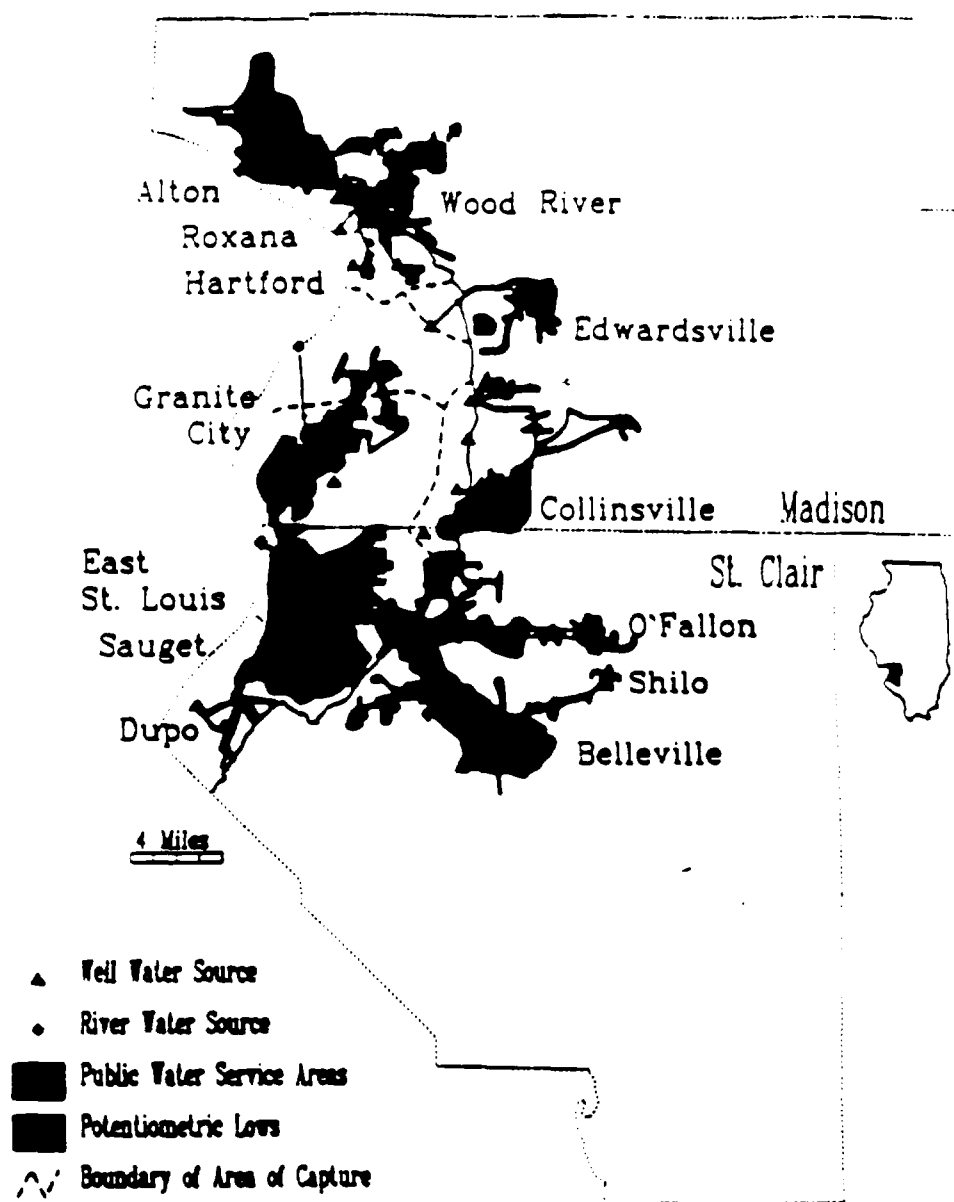 Alton
Wood River
Roxana
Hartford
Edwardsville
Granite
City
Collinsville
Madison
East
St. Louis
St. Clair
Sauget
O'Fallon
Shilo
Dupo
Belleville
4 Miles
Well Water Source
River Water Source
Public Water Service Areas
Potentiometric Lows
Boundary of Area of Capture